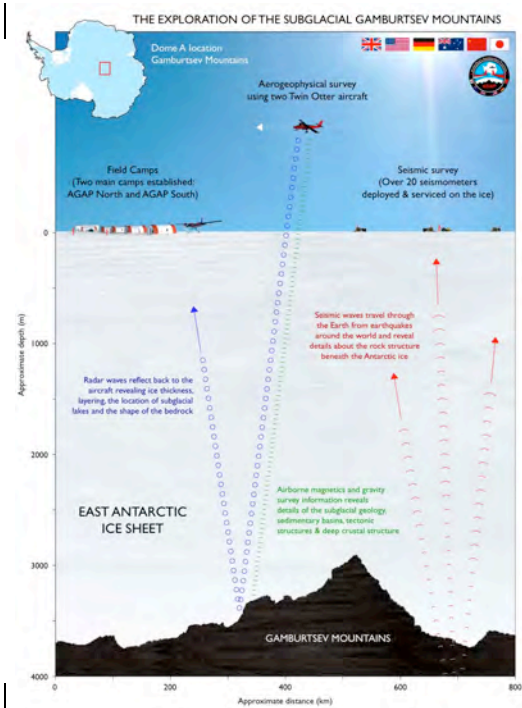 THE EXPLORATION OF THE SUBGLACIAL GAMBURTSEV MOUNTAINS
Dome A location
Gamburtsev Mountains
Aerogeophysical survey
using two Twin Otter aircraft
Field Camps
(Two main camps established:
AGAP North and AGAP South)
Seismic survey
(Over 20 seismometers
deployed & serviced on the ice)
0
Seismic waves travel through
the Earth from earthquakes
around the world and reveal
details about the rock structure
beneath the Antarctic ice
1000
Approximate depth (m)
Radar waves reflect back to the
aircraft revealing ice thickness,
layering, the location of subglacial
lakes and the shape of the bedrock
2000
EAST ANTARCTIC
ICE SHEET
Airborne magnetics and gravity
survey information reveals
details of the subglacial geology,
sedimentary basins, tectonic
structures & deep crustal structure
3000
GAMBURTSEV MOUNTAINS
4000
0
200
400
600
800
Approximate distance (km)